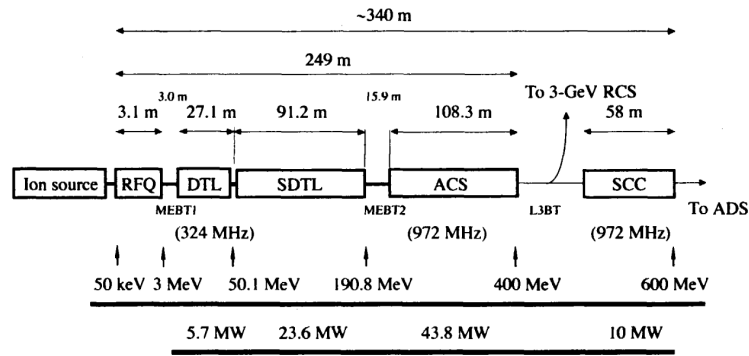 ~340 m
249 m
3.0 m
15.9 m
To 3-GeV RCS
3.1 m
27.1 m
91.2 m
108.3 m
58 m
Ion source
RFQ
DTL
SDTL
ACS
SCC
MEBT1
MEBT2
L3BT
To ADS
(324 MHz)
(972 MHz)
(972 MHz)
50 keV
3 MeV
50.1 MeV
190.8 MeV
400 MeV
600 MeV
5.7 MW
23.6 MW
43.8 MW
10 MW